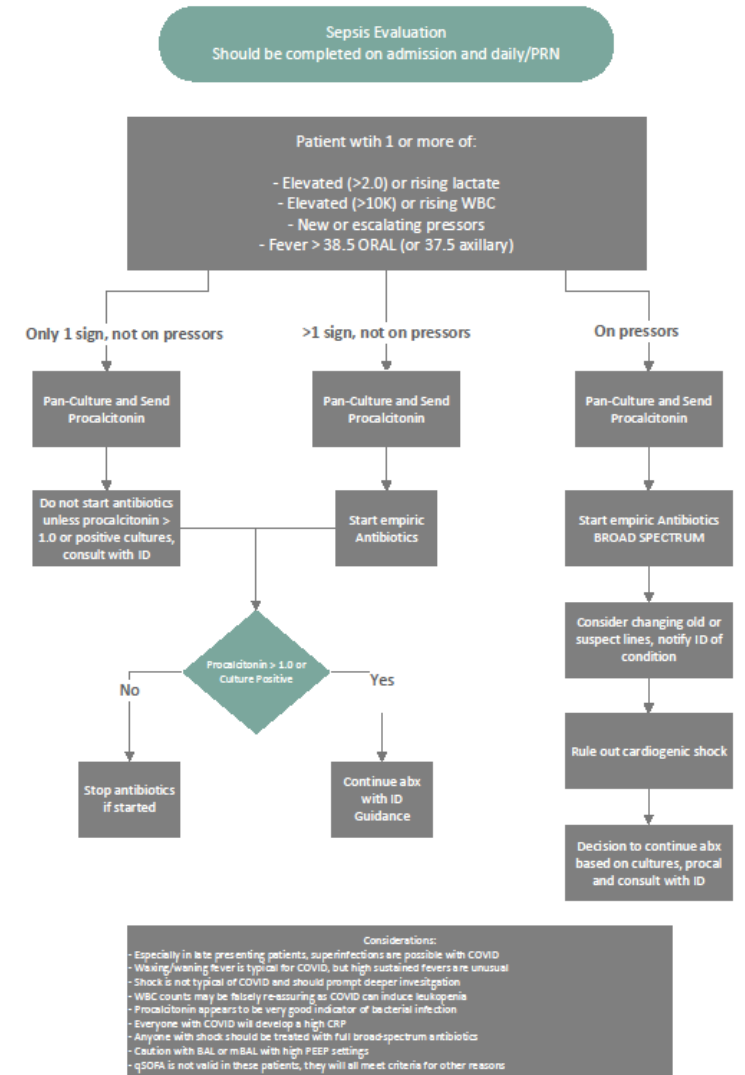 Sepsis Evaluation
Should be completed on admission and daily/PRN
Patient wtih 1 or more of:
- Elevated (>2.0) or rising lactate
- Elevated (>10K) or rising WBC
- New or escalating pressors
- Fever > 38.5 ORAL (or 37.5 axillary)
Only 1 sign, not on pressors
>1 sign, not on pressors
On pressors
Pan-Culture and Send
Procalcitonin
Pan-Culture and Send
Procalcitonin
Pan-Culture and Send
Procalcitonin
Do not start antibiotics
unless procalcitonin >
1.0 or positive cultures,
consult with ID
Start empiric
Antibiotics
Start empiric Antibiotics
BROAD SPECTRUM
Consider changing old or
suspect lines, notify ID of
condition
Procalcitonin > 1.0 or
Culture Positive
No
Yes
Rule out cardiogenic shock
Stop antibiotics
if started
Continue abx
with ID
Guidance
Decision to continue abx
based on cultures, procal
and consult with ID
Considerations:
- Especially in late presenting patients, superinfections are possible with COVID
- Waxing/waning fever is typical for COVID, but high sustained fevers are unusual
- Shock is not typical of COVID and should prompt deeper invesitgation
- WBC counts may be falsely re-assuring as COVID can induce leukopenia
- Procalcitonin appears to be very good indicator of bacterial infection
- Everyone with COVID will develop a high CRP
- Anyone with shock should be treated with full broad-spectrum antibiotics
- Caution with BAL or mBAL with high PEEP settings
- qSOFA is not valid in these patients, they will all meet criteria for other reasons